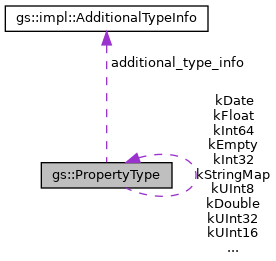 gs::impl::AdditionalTypeInfo
additional_type_info
kDate
kFloat
kInt64
kEmpty
kInt32
gs::PropertyType
kStringMap
kUInt8
kDouble
kUInt32
kUInt16
...